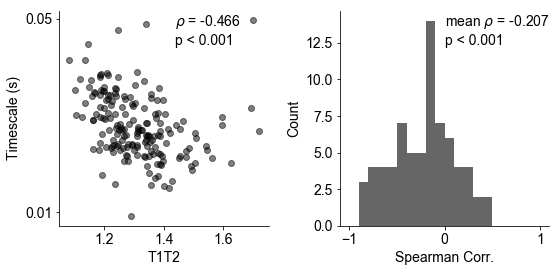 0.05
0.01
Timescale (s)
ρ = -0.466
p < 0.001
1.2 1.4 1.6
T1T2
12.5
10.0
7.5
5.0
2.5
0.0
Count
mean ρ = -0.207
p < 0.001
−1 0 1
Spearman Corr.